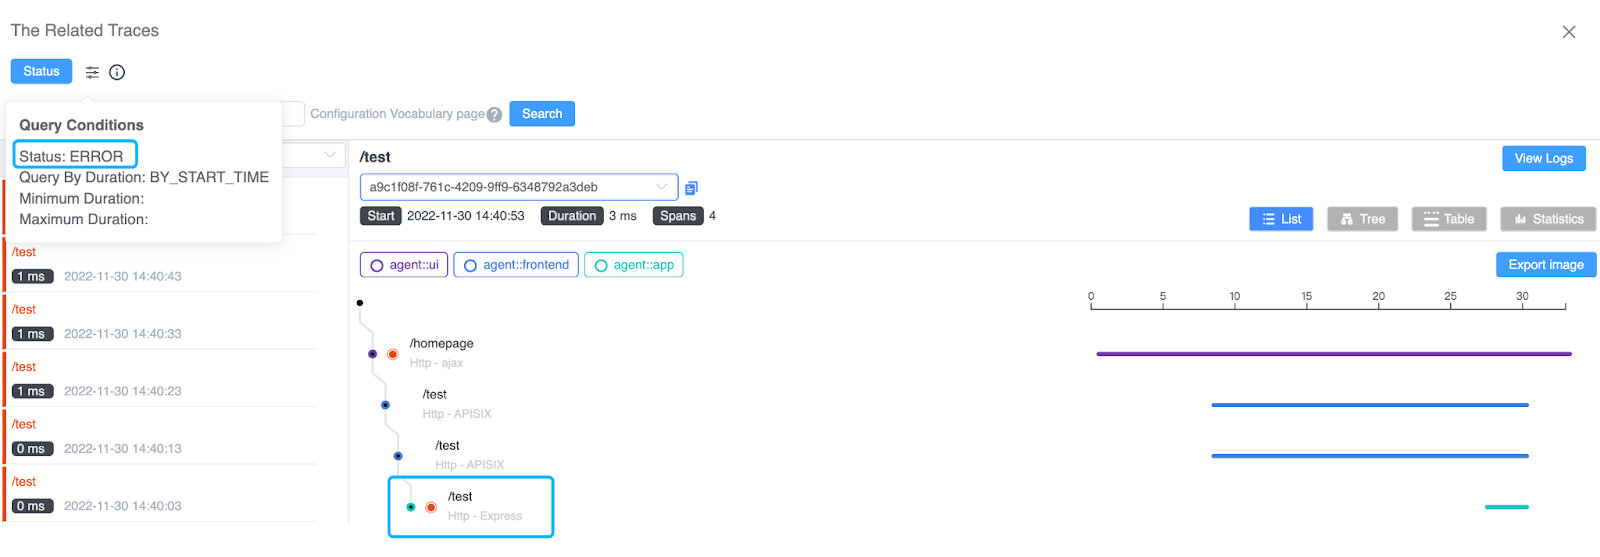 The Related Traces
Status
Configuration Vocabulary page ? Search
Query Conditions
Status: ERROR
Query By Duration: BY_START_TIME
Minimum Duration:
Maximum Duration:
/test
1 ms 2022-11-30 14:40:43
/test
1 ms 2022-11-30 14:40:33
/test
1 ms 2022-11-30 14:40:23
/test
0 ms 2022-11-30 14:40:13
/test
0 ms 2022-11-30 14:40:03
/test
View Logs
a9c1f08f-761c-4209-9ff9-6348792a3deb
Start 2022-11-30 14:40:53 Duration 3 ms Spans 4
List Tree Table Statistics
agent::ui agent::frontend agent::app
Export image
0 5 10 15 20 25 30
/homepage
Http - ajax
/test
Http - APISIX
/test
Http - APISIX
/test
Http - Express